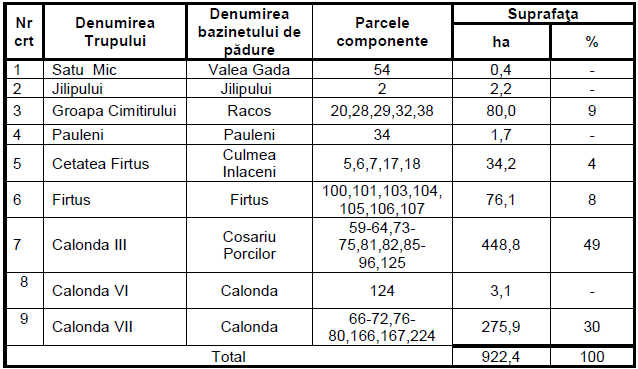 Nr crt | Denumirea Trupului | Denumirea bazinetului de pădure | Parcele componente | Suprafaţa
ha | %
1 | Satu Mic | Valea Gada | 54 | 0,4 | -
2 | Jilipului | Jilipului | 2 | 2,2 | -
3 | Groapa Cimitirului | Racos | 20,28,29,32,38 | 80,0 | 9
4 | Pauleni | Pauleni | 34 | 1,7 | -
5 | Cetatea Firtus | Culmea Inlaceni | 5,6,7,17,18 | 34,2 | 4
6 | Firtus | Firtus | 100,101,103,104, 105,106,107 | 76,1 | 8
7 | Calonda III | Cosariu Porcilor | 59-64,73-75,81,82,85-96,125 | 448,8 | 49
8 | Calonda VI | Calonda | 124 | 3,1 | -
9 | Calonda VII | Calonda | 66-72,76-80,166,167,224 | 275,9 | 30
Total | 922,4 | 100